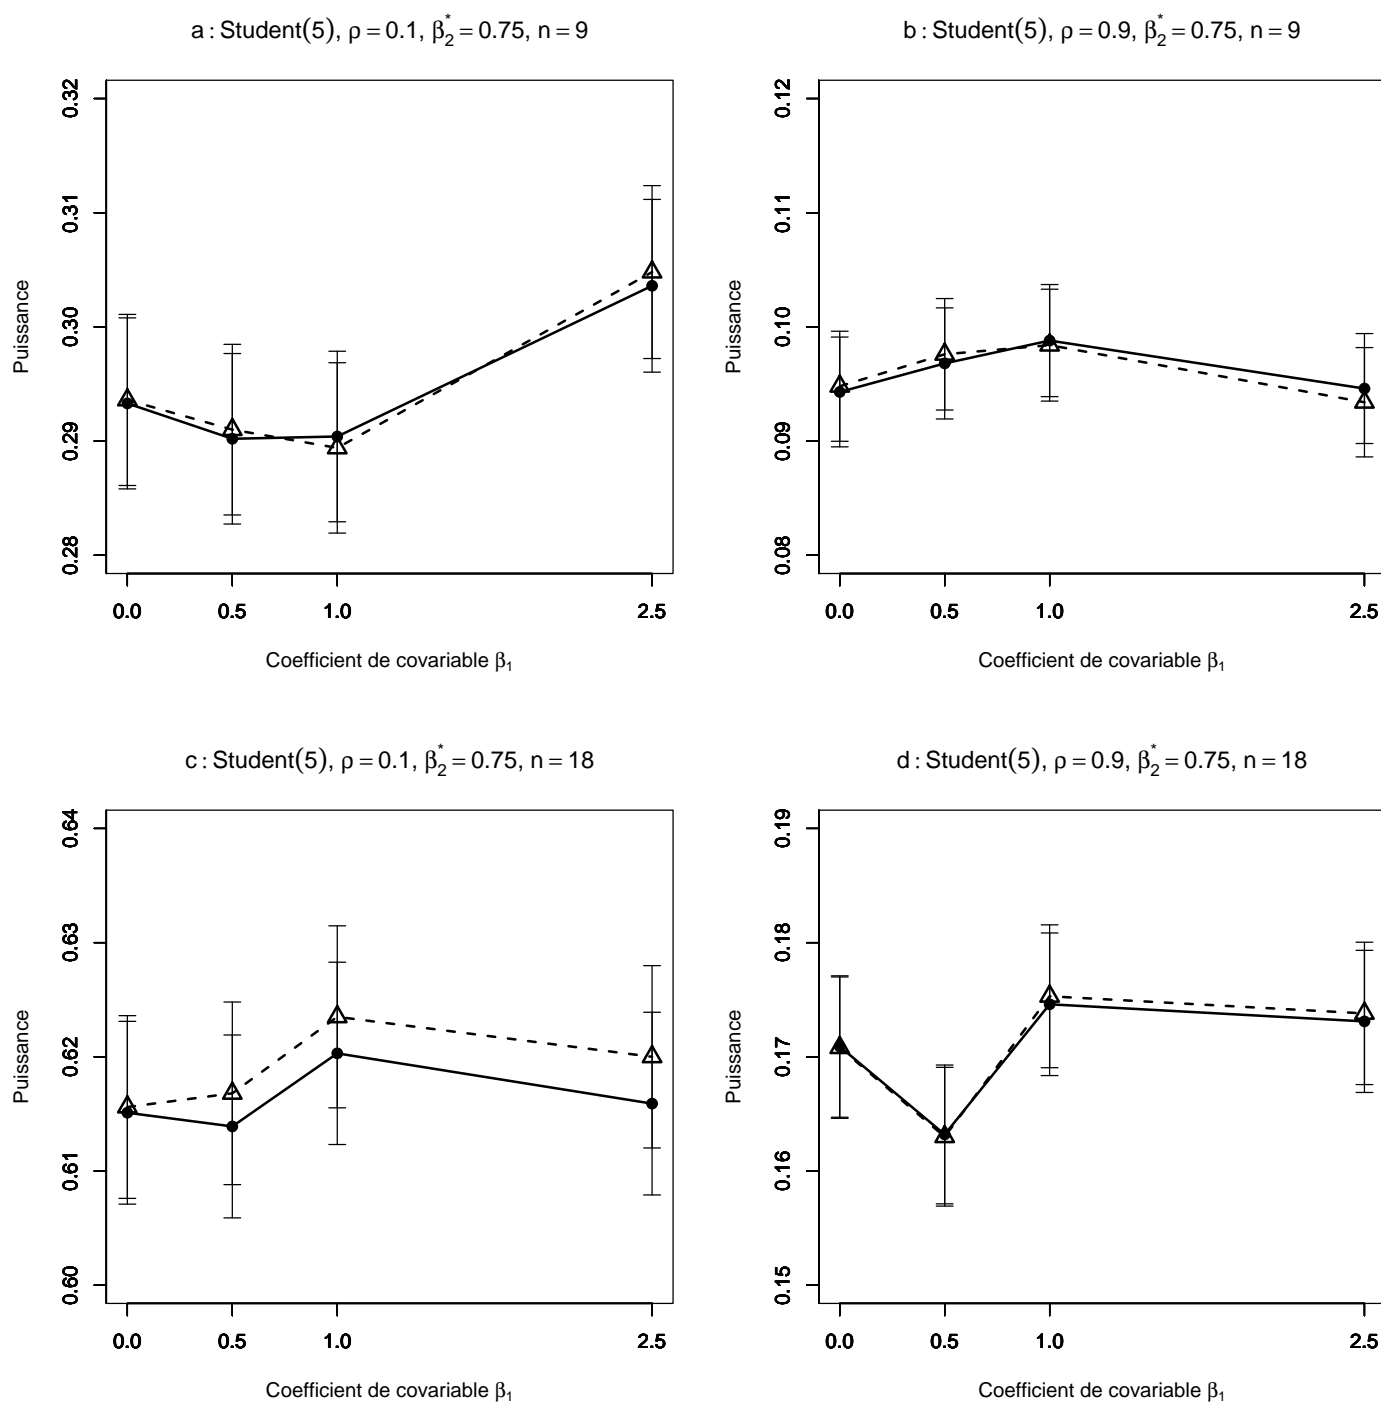 a : Student(5), ρ = 0.1, β₂* = 0.75, n = 9
Puissance
0.32
0.31
0.30
0.29
0.28
0.0 0.5 1.0 2.5
Coefficient de covariable β₁
b : Student(5), ρ = 0.9, β₂* = 0.75, n = 9
Puissance
0.12
0.11
0.10
0.09
0.08
0.0 0.5 1.0 2.5
Coefficient de covariable β₁
c : Student(5), ρ = 0.1, β₂* = 0.75, n = 18
Puissance
0.64
0.63
0.62
0.61
0.60
0.0 0.5 1.0 2.5
Coefficient de covariable β₁
d : Student(5), ρ = 0.9, β₂* = 0.75, n = 18
Puissance
0.19
0.18
0.17
0.16
0.15
0.0 0.5 1.0 2.5
Coefficient de covariable β₁